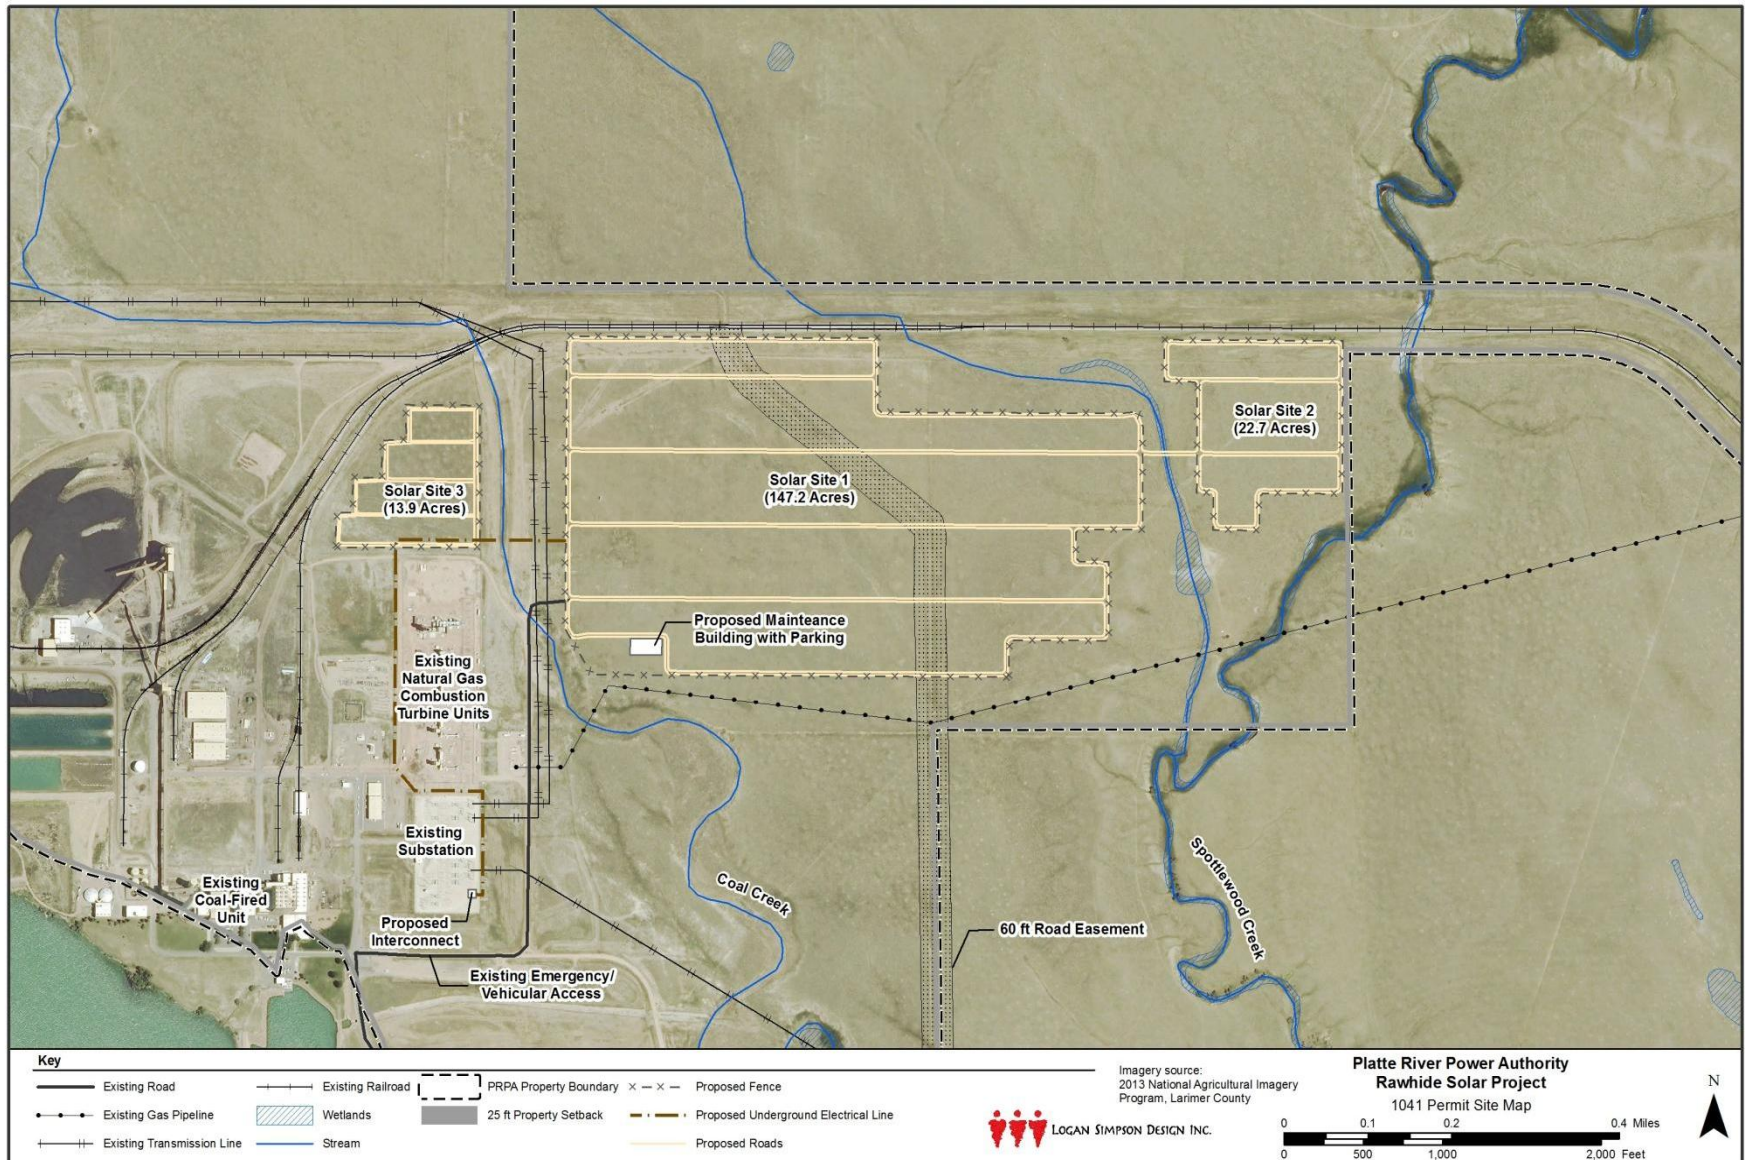 Solar Site 2
(22.7 Acres)
Solar Site 1
(147.2 Acres)
Solar Site 3
(13.9 Acres)
Proposed Mainteance
Building with Parking
Existing
Natural Gas
Combustion
Turbine Units
Existing
Substation
Existing
Coal-Fired
Unit
Proposed
Interconnect
Coal Creek
Spottlewood Creek
60 ft Road Easement
Existing Emergency/
Vehicular Access
Key
Existing Road
Existing Railroad
PRPA Property Boundary
Proposed Fence
Existing Gas Pipeline
Wetlands
25 ft Property Setback
Proposed Underground Electrical Line
Existing Transmission Line
Stream
Proposed Roads
Imagery source:
2013 National Agricultural Imagery
Program, Larimer County
LOGAN SIMPSON DESIGN INC.
Platte River Power Authority
Rawhide Solar Project
1041 Permit Site Map
0 0.1 0.2 0.4 Miles
0 500 1,000 2,000 Feet
N